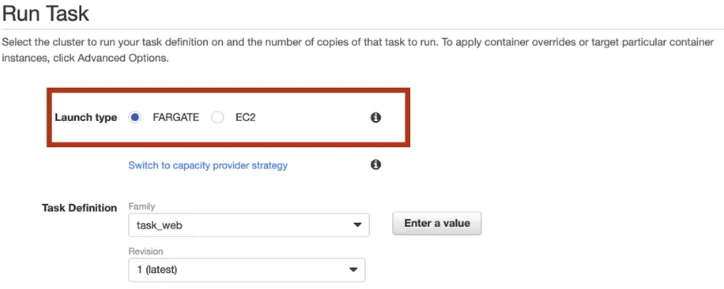 Run Task
Select the cluster to run your task definition on and the number of copies of that task to run. To apply container overrides or target particular container
instances, click Advanced Options.
Launch type FARGATE EC2
Switch to capacity provider strategy
Task Definition Family
task_web Enter a value
Revision
1 (latest)